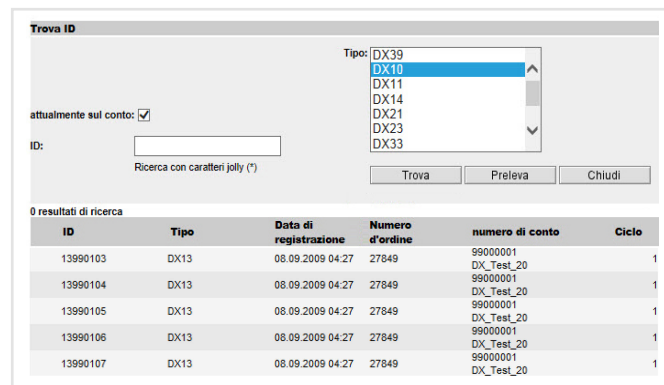 Trova ID
Tipo: DX39
DX10
DX11
DX14
DX21
DX23
DX33
attualmente sul conto:
ID:
Ricerca con caratteri jolly (*)
Trova Preleva Chiudi
0 resultati di ricerca
ID Tipo Data di registrazione Numero d'ordine numero di conto Ciclo
13990103 DX13 08.09.2009 04:27 27849 99000001 DX_Test_20 1
13990104 DX13 08.09.2009 04:27 27849 99000001 DX_Test_20 1
13990105 DX13 08.09.2009 04:27 27849 99000001 DX_Test_20 1
13990106 DX13 08.09.2009 04:27 27849 99000001 DX_Test_20 1
13990107 DX13 08.09.2009 04:27 27849 99000001 DX_Test_20 1